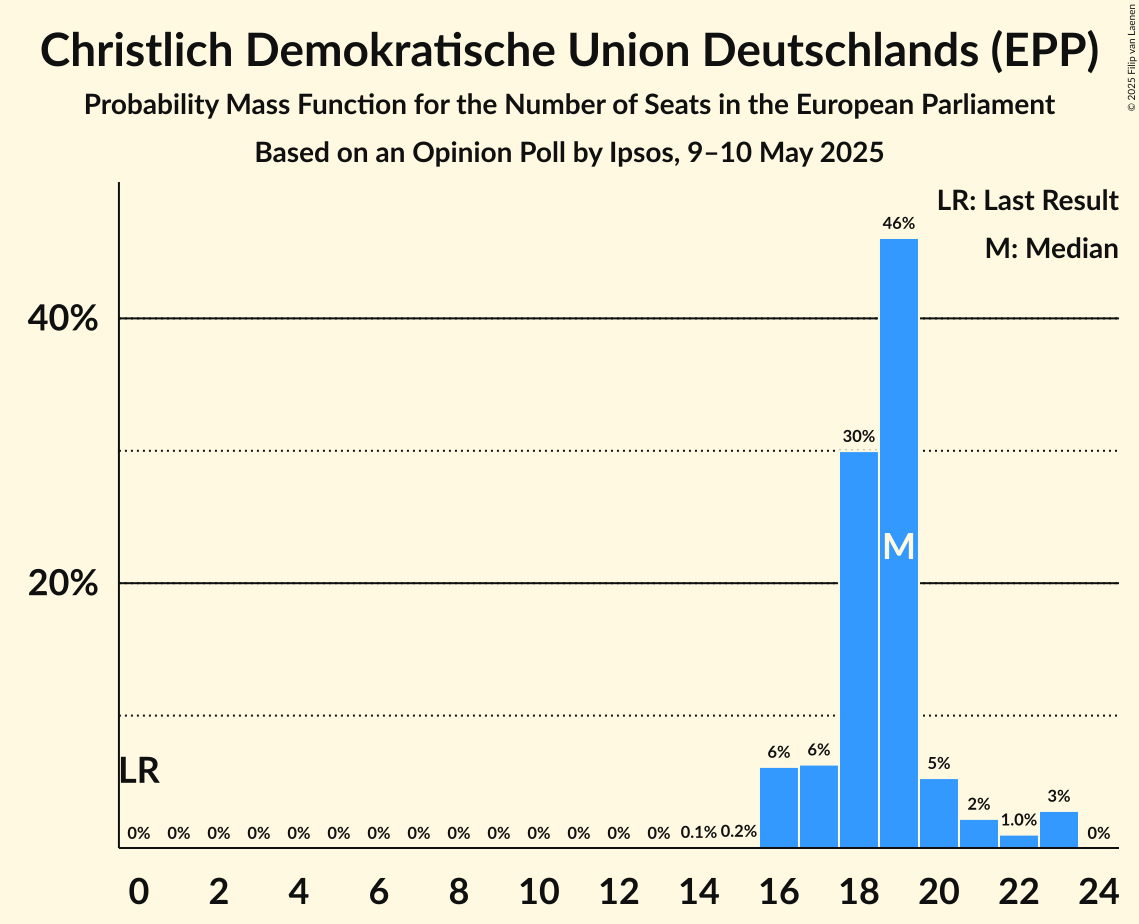 Christlich Demokratische Union Deutschlands (EPP)
Probability Mass Function for the Number of Seats in the European Parliament
Based on an Opinion Poll by Ipsos, 9–10 May 2025
© 2025 Filip van Laenen
LR: Last Result
M: Median
46%
40%
30%
M
20%
LR
6% 6% 5% 2% 1.0% 3%
0% 0% 0% 0% 0% 0% 0% 0% 0% 0% 0% 0% 0% 0% 0.1% 0.2% 0%
0 2 4 6 8 10 12 14 16 18 20 22 24